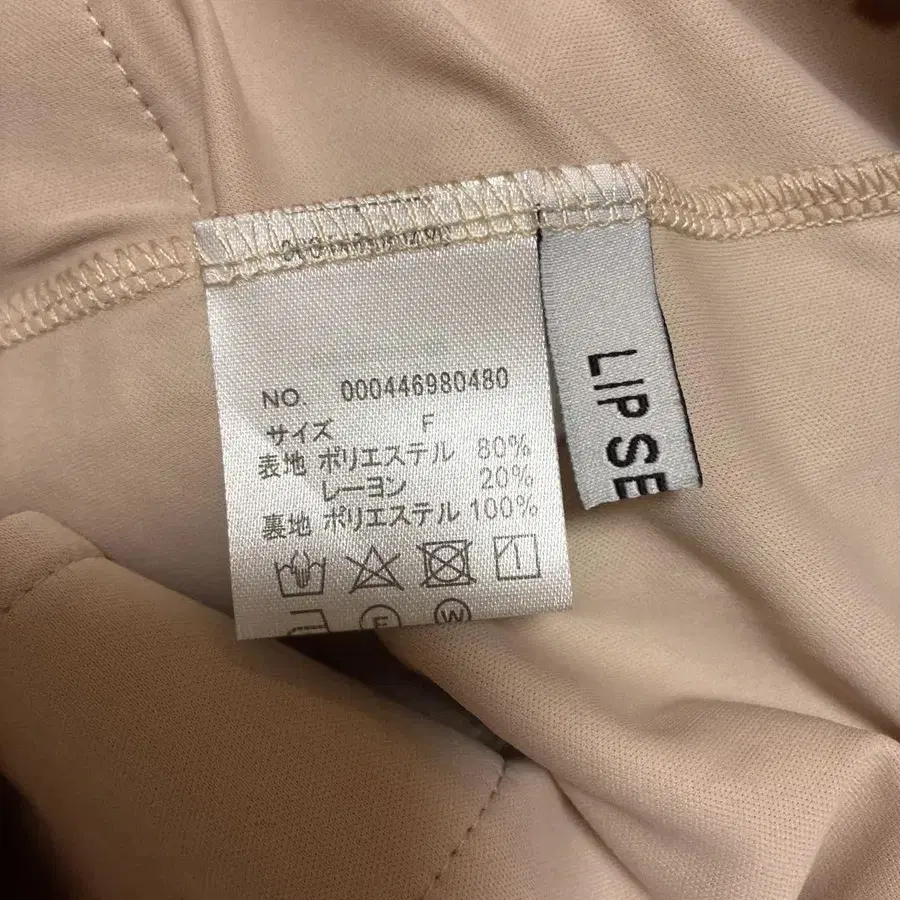 NO. 000446980480
サイズ F
表地 ポリエステル 80%
レーヨン 20%
裏地 ポリエステル 100%
F W
LIP SE